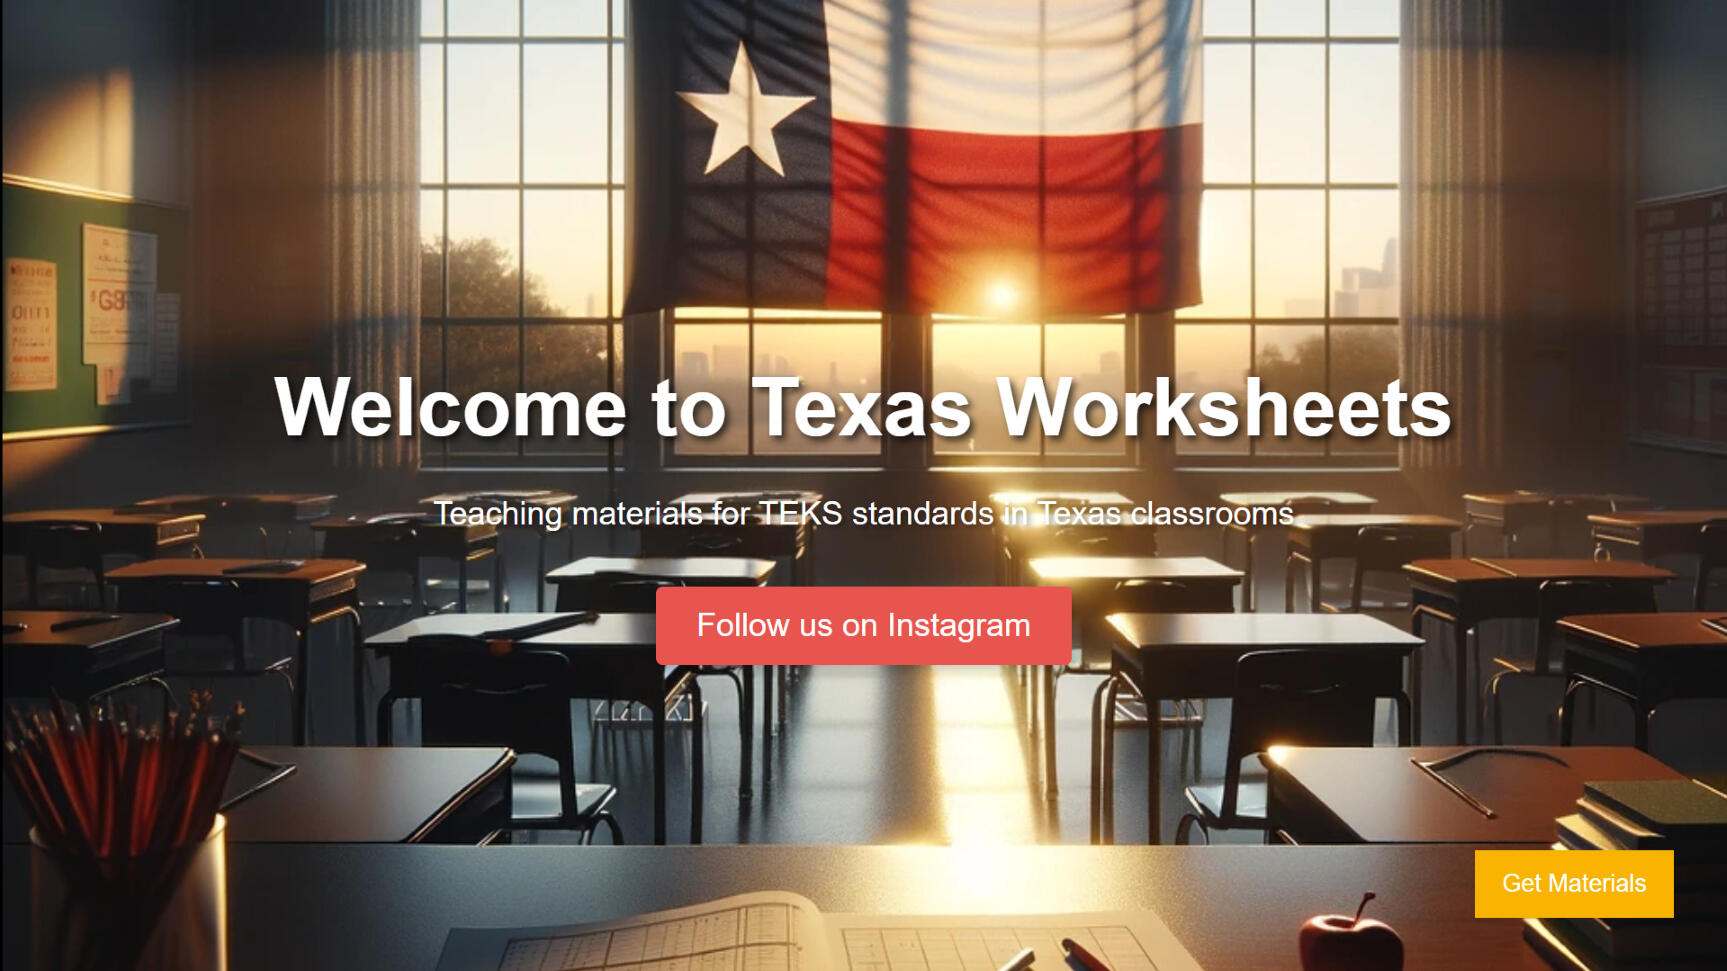 Welcome to Texas Worksheets
Teaching materials for TEKS standards in Texas classrooms
Follow us on Instagram
Get Materials